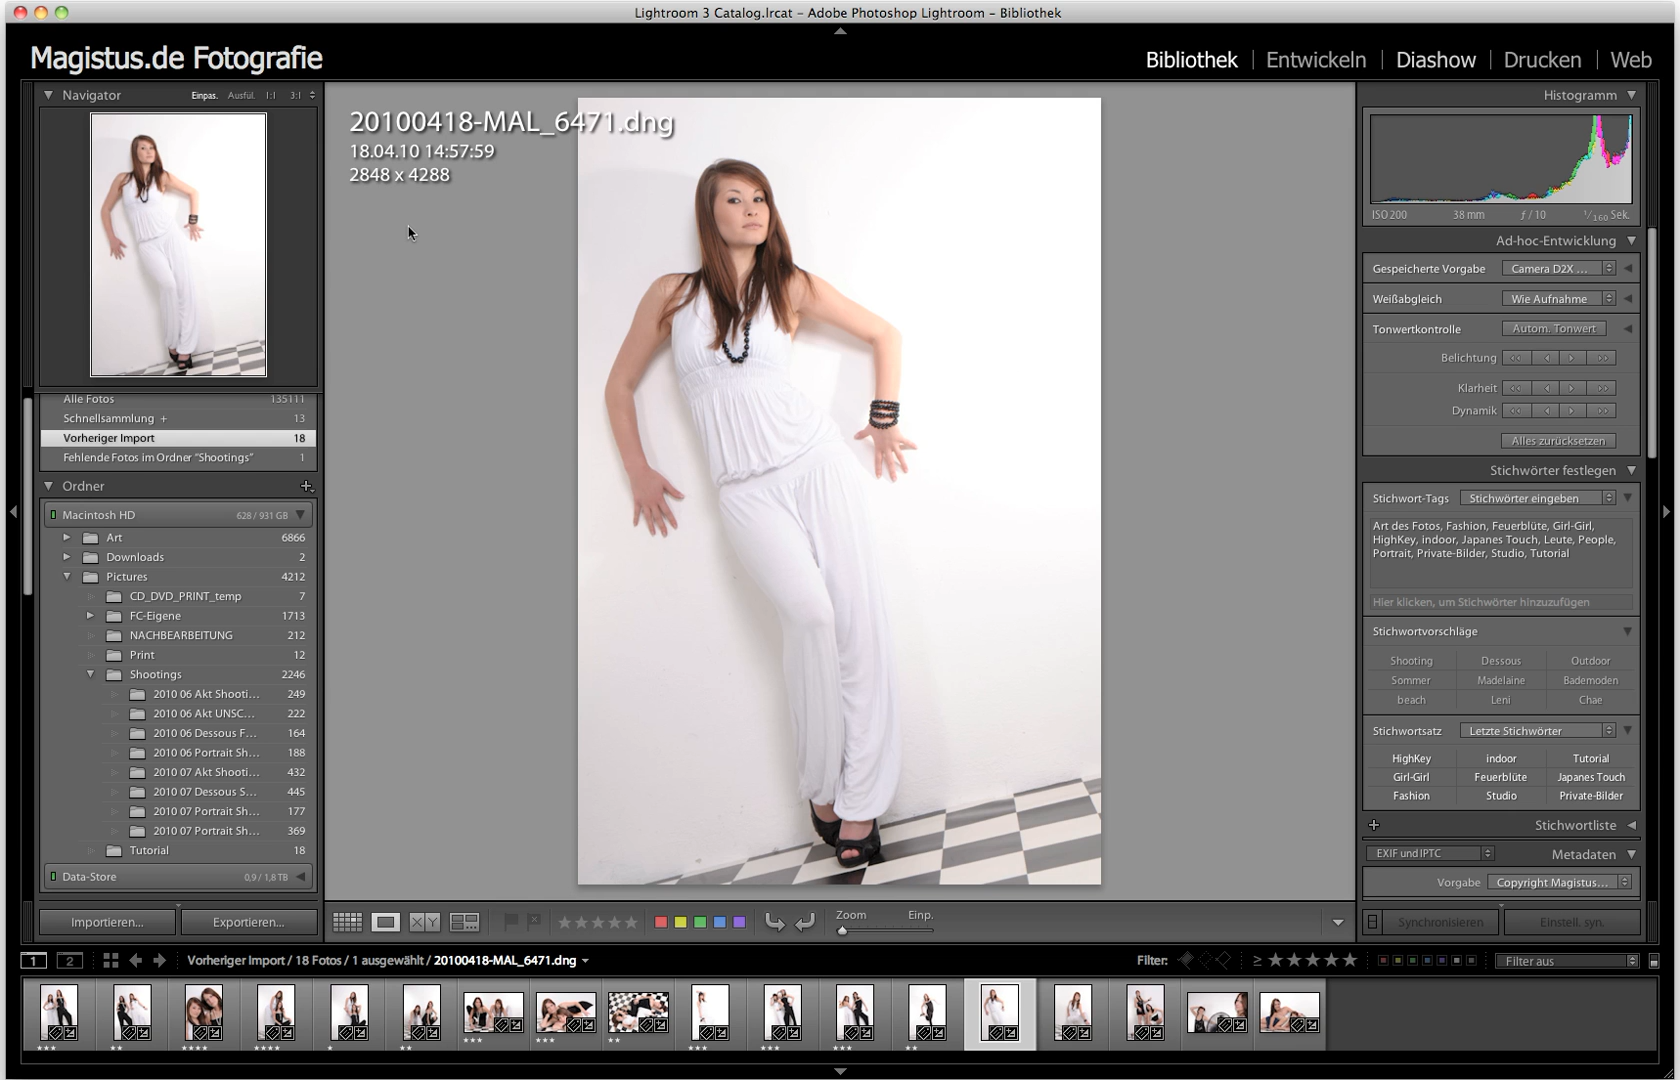 Lightroom 3 Catalog.lrcat – Adobe Photoshop Lightroom – Bibliothek
Magistus.de Fotografie
Bibliothek | Entwickeln | Diashow | Drucken | Web
Navigator Einpas. Ausfül. 1:1 3:1
20100418-MAL_6471.dng
18.04.10 14:57:59
2848 x 4288
Alle Fotos 135111
Schnellsammlung + 13
Vorheriger Import 18
Fehlende Fotos im Ordner "Shootings" 1
Ordner
Macintosh HD 628 / 931 GB
Art 6866
Downloads 2
Pictures 4212
CD_DVD_PRINT_temp 7
FC-Eigene 1713
NACHBEARBEITUNG 212
Print 12
Shootings 2246
2010 06 Akt Shooti... 249
2010 06 Akt UNSC... 222
2010 06 Dessous F... 164
2010 06 Portrait Sh... 188
2010 07 Akt Shooti... 432
2010 07 Dessous S... 445
2010 07 Portrait Sh... 177
2010 07 Portrait Sh... 369
Tutorial 18
Data-Store 0,9 / 1,8 TB
Importieren... Exportieren...
Histogramm
ISO 200 38 mm ƒ / 10 1/160 Sek.
Ad-hoc-Entwicklung
Gespeicherte Vorgabe Camera D2X ...
Weißabgleich Wie Aufnahme
Tonwertkontrolle Autom. Tonwert
Belichtung
Klarheit
Dynamik
Alles zurücksetzen
Stichwörter festlegen
Stichwort-Tags Stichwörter eingeben
Art des Fotos, Fashion, Feuerblüte, Girl-Girl,
HighKey, indoor, Japanes Touch, Leute, People,
Portrait, Private-Bilder, Studio, Tutorial
Hier klicken, um Stichwörter hinzuzufügen
Stichwortvorschläge
Shooting Dessous Outdoor
Sommer Madelaine Bademoden
beach Leni Chae
Stichwortsatz Letzte Stichwörter
HighKey indoor Tutorial
Girl-Girl Feuerblüte Japanes Touch
Fashion Studio Private-Bilder
+ Stichwortliste
EXIF und IPTC Metadaten
Vorgabe Copyright Magistus...
Synchronisieren Einstell. syn.
XY Zoom Einp.
1 2 Vorheriger Import / 18 Fotos / 1 ausgewählt / 20100418-MAL_6471.dng
Filter: ≥ Filter aus